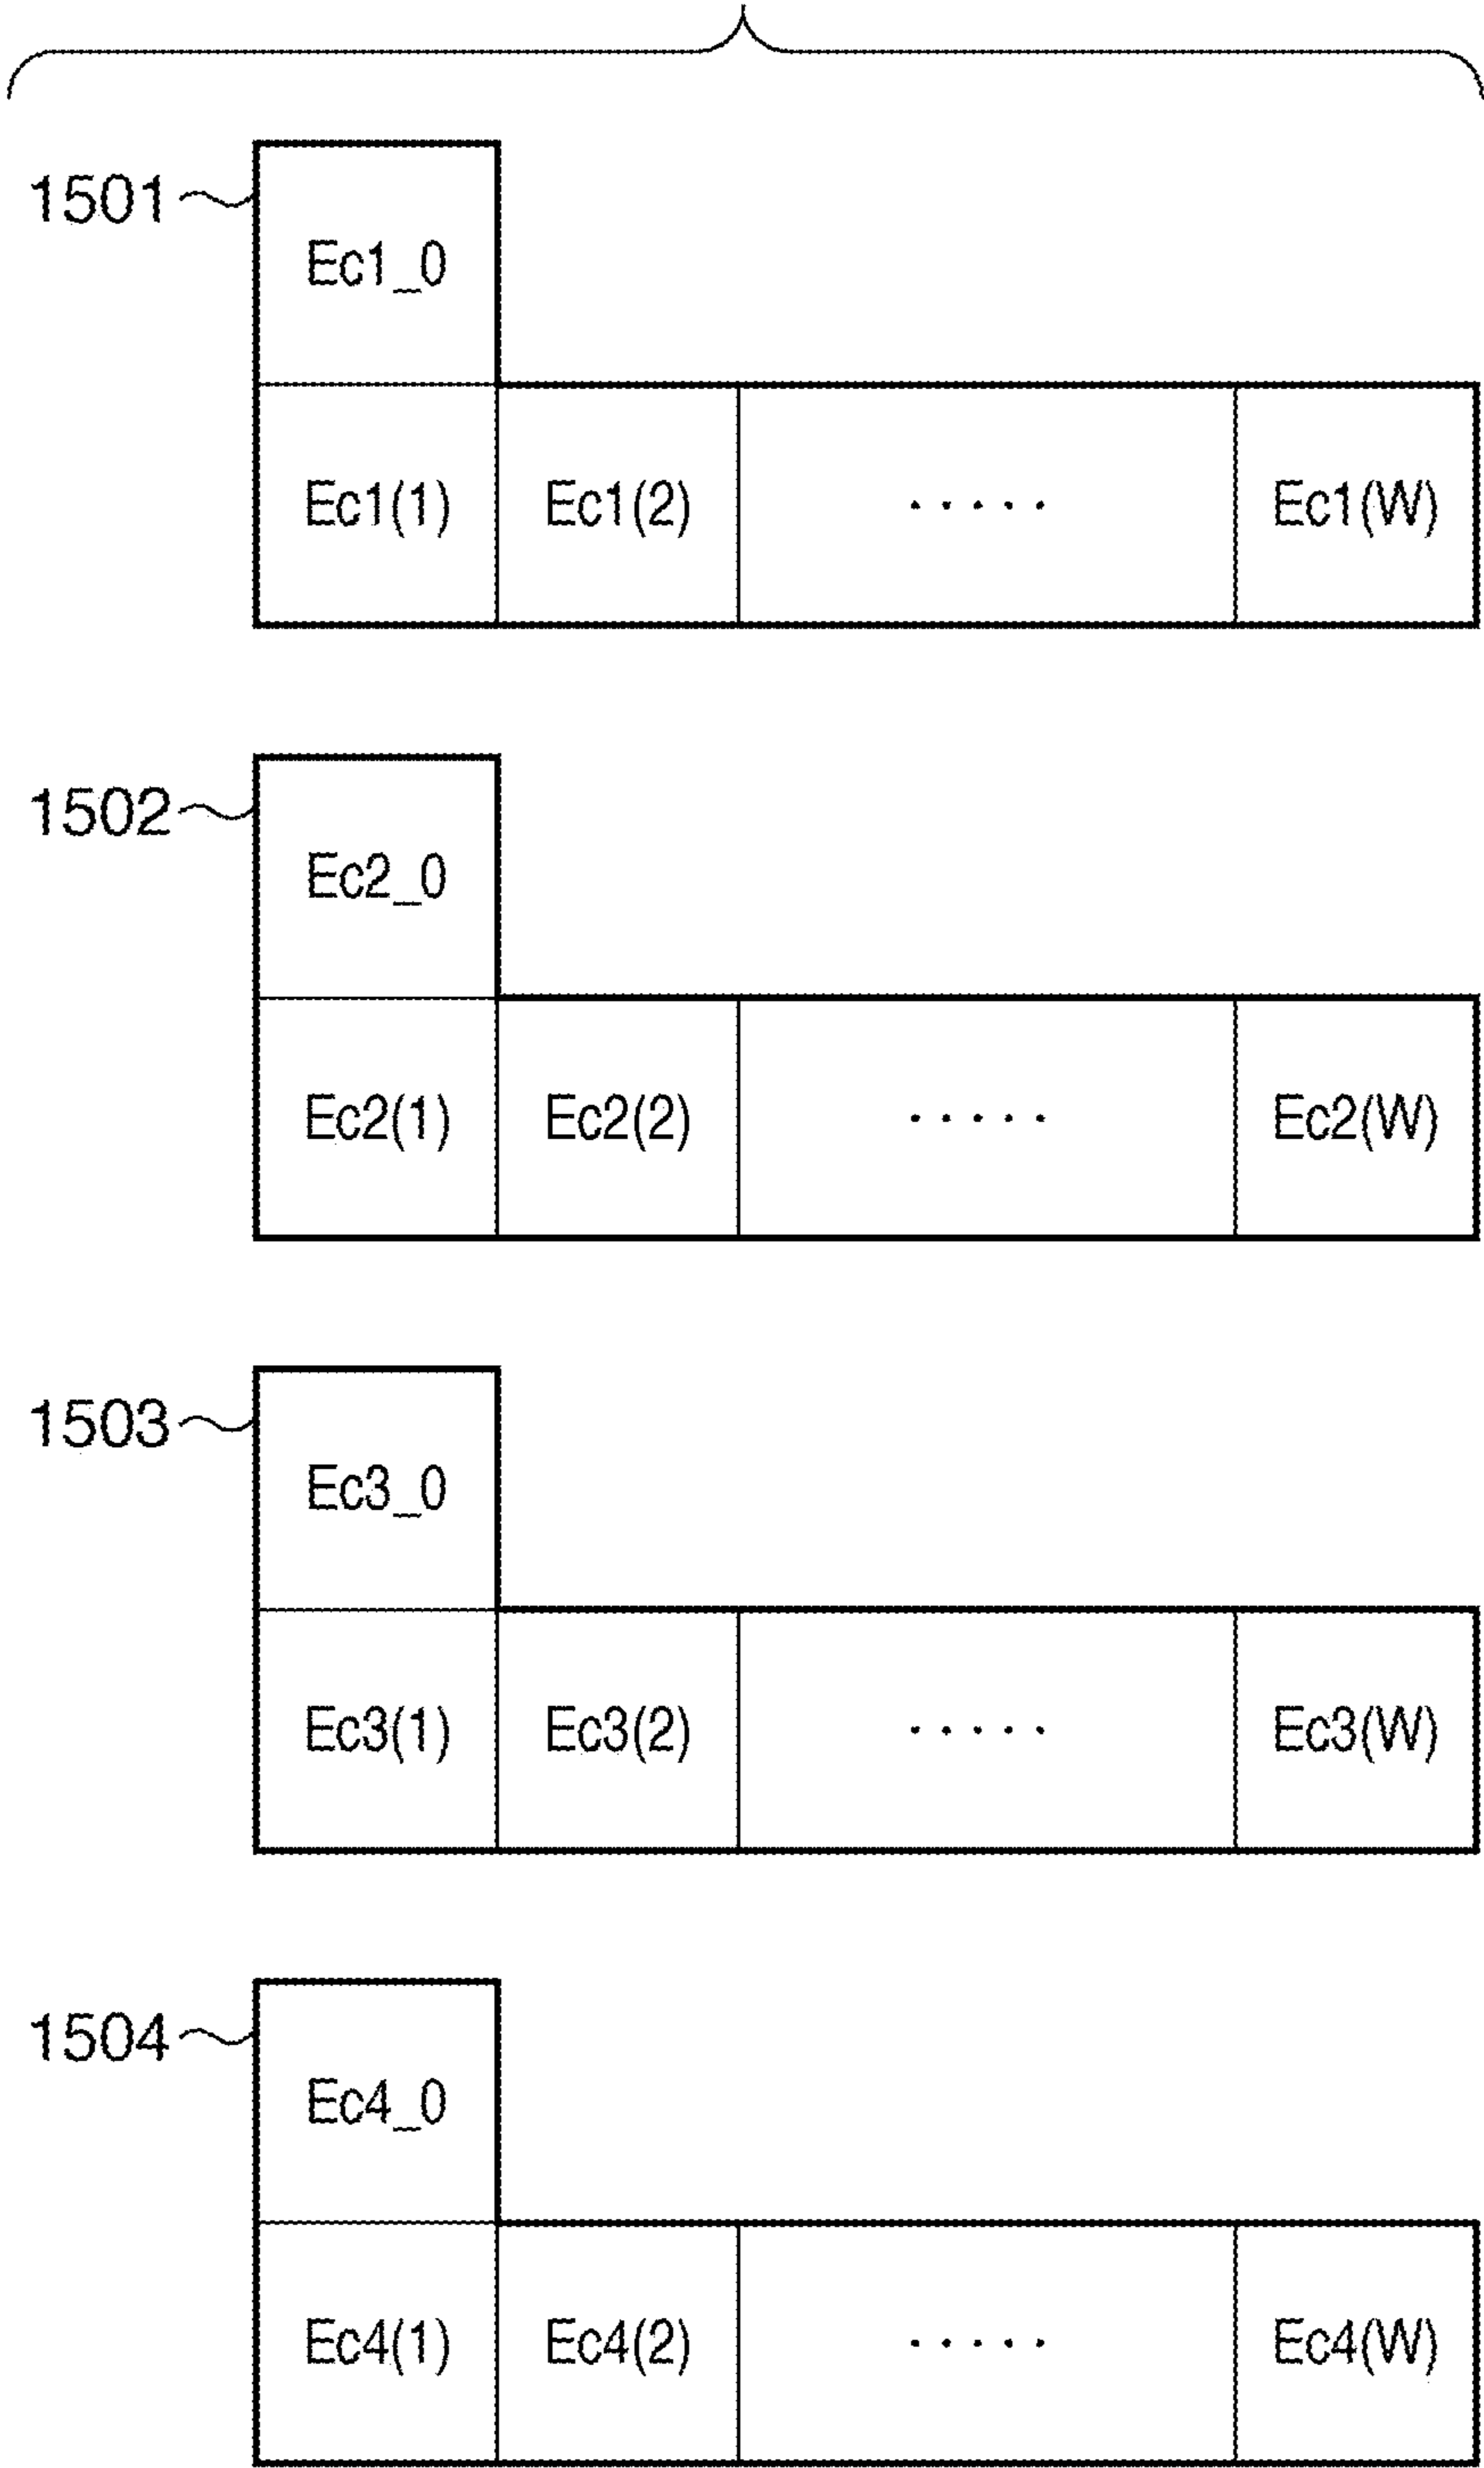 1501
Ec1_0
Ec1(1) Ec1(2) ····· Ec1(W)
1502
Ec2_0
Ec2(1) Ec2(2) ····· Ec2(W)
1503
Ec3_0
Ec3(1) Ec3(2) ····· Ec3(W)
1504
Ec4_0
Ec4(1) Ec4(2) ····· Ec4(W)